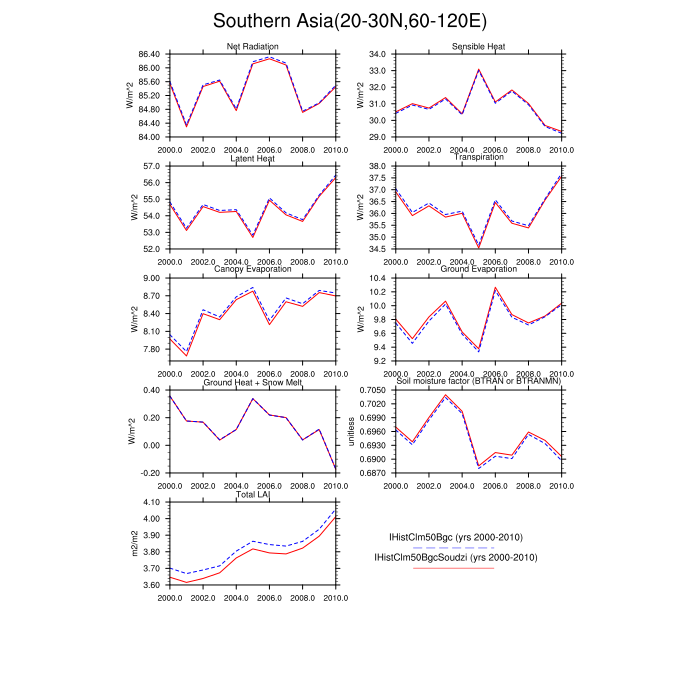 Southern Asia(20-30N,60-120E)
Net Radiation
W/m^2
86.40
86.00
85.60
85.20
84.80
84.40
84.00
2000.0 2002.0 2004.0 2006.0 2008.0 2010.0
Sensible Heat
W/m^2
34.0
33.0
32.0
31.0
30.0
29.0
2000.0 2002.0 2004.0 2006.0 2008.0 2010.0
Latent Heat
W/m^2
57.0
56.0
55.0
54.0
53.0
52.0
2000.0 2002.0 2004.0 2006.0 2008.0 2010.0
Transpiration
W/m^2
38.0
37.5
37.0
36.5
36.0
35.5
35.0
34.5
2000.0 2002.0 2004.0 2006.0 2008.0 2010.0
Canopy Evaporation
W/m^2
9.00
8.70
8.40
8.10
7.80
2000.0 2002.0 2004.0 2006.0 2008.0 2010.0
Ground Evaporation
W/m^2
10.4
10.2
10.0
9.8
9.6
9.4
9.2
2000.0 2002.0 2004.0 2006.0 2008.0 2010.0
Ground Heat + Snow Melt
W/m^2
0.40
0.20
0.00
-0.20
2000.0 2002.0 2004.0 2006.0 2008.0 2010.0
Soil moisture factor (BTRAN or BTRANMN)
unitless
0.7050
0.7020
0.6990
0.6960
0.6930
0.6900
0.6870
2000.0 2002.0 2004.0 2006.0 2008.0 2010.0
Total LAI
m2/m2
4.10
4.00
3.90
3.80
3.70
3.60
2000.0 2002.0 2004.0 2006.0 2008.0 2010.0
IHistClm50Bgc (yrs 2000-2010)
IHistClm50BgcSoudzi (yrs 2000-2010)